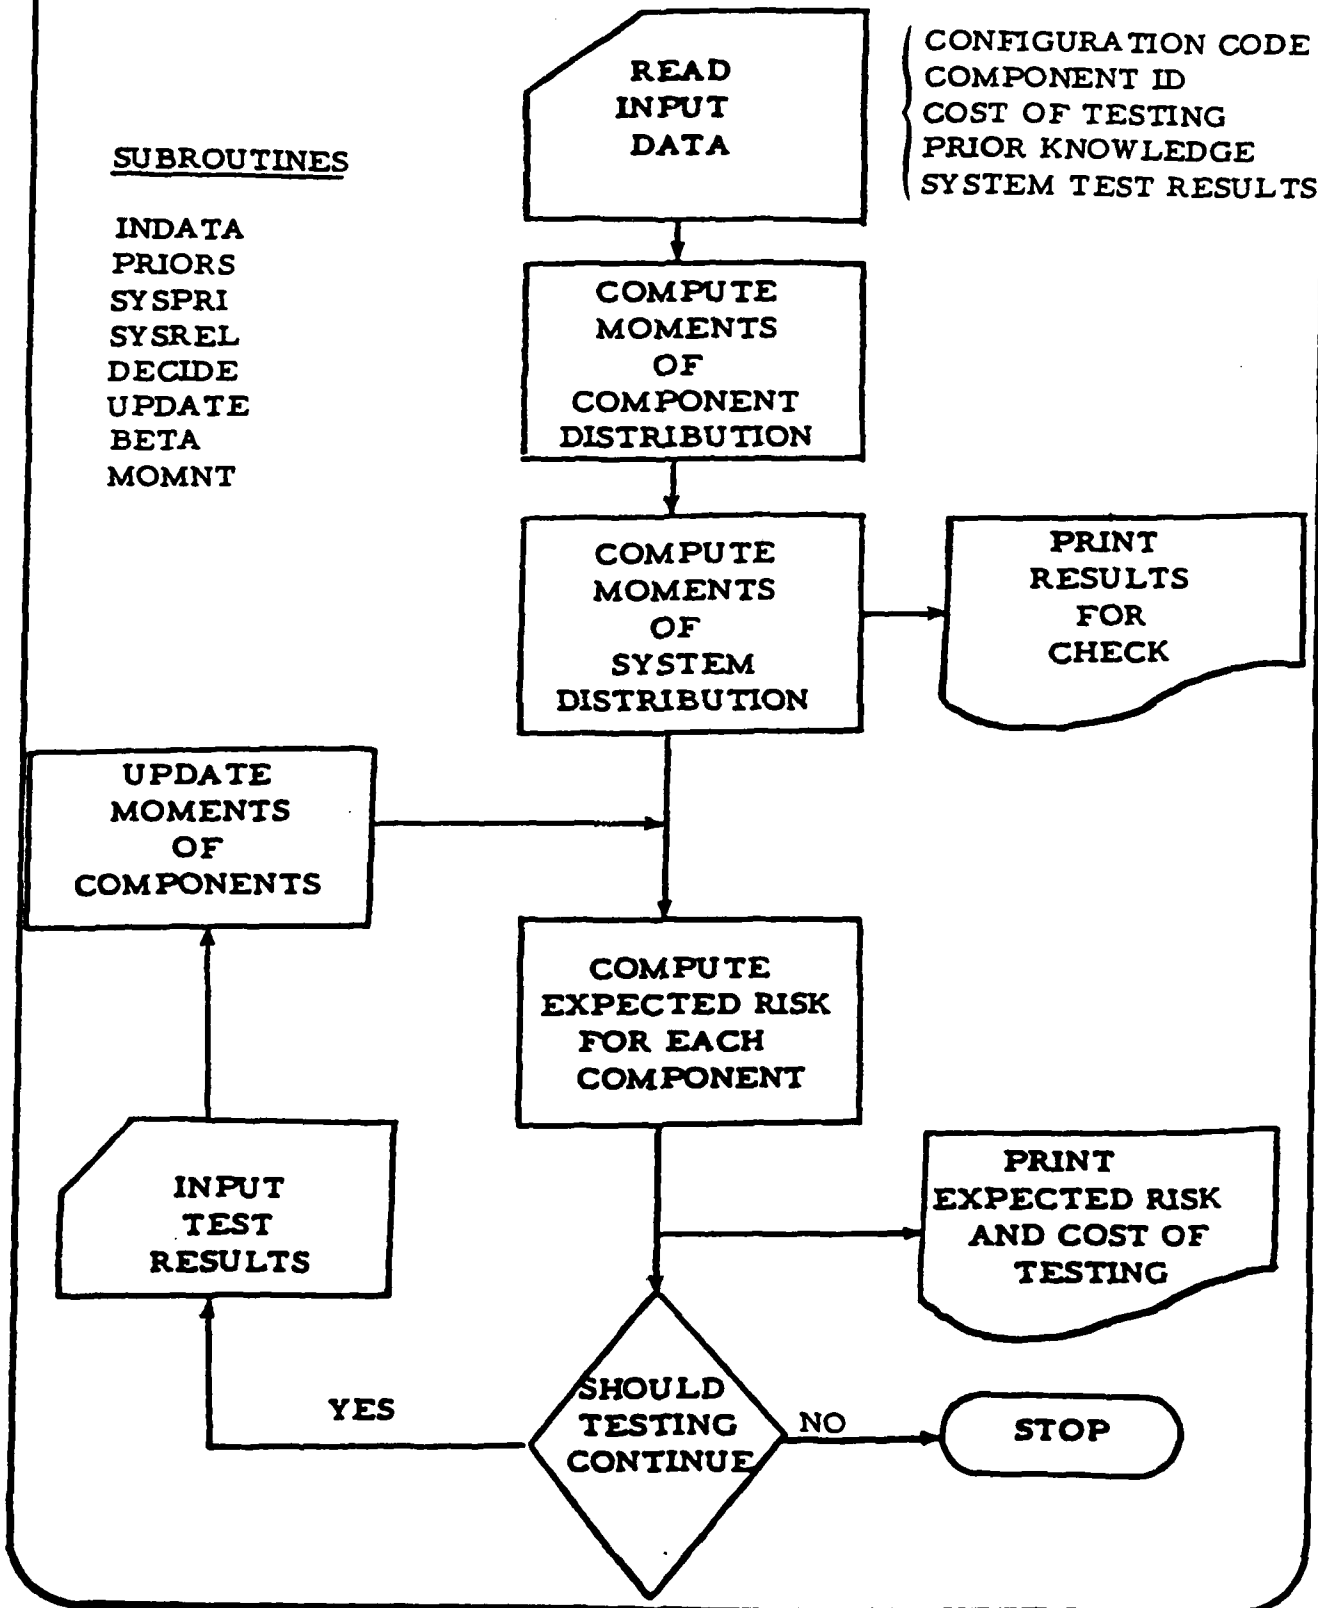 READ
INPUT
DATA
CONFIGURATION CODE
COMPONENT ID
COST OF TESTING
PRIOR KNOWLEDGE
SYSTEM TEST RESULTS
SUBROUTINES
INDATA
PRIORS
SYSPRI
SYSREL
DECIDE
UPDATE
BETA
MOMNT
COMPUTE
MOMENTS
OF
COMPONENT
DISTRIBUTION
COMPUTE
MOMENTS
OF
SYSTEM
DISTRIBUTION
PRINT
RESULTS
FOR
CHECK
UPDATE
MOMENTS
OF
COMPONENTS
COMPUTE
EXPECTED RISK
FOR EACH
COMPONENT
PRINT
EXPECTED RISK
AND COST OF
TESTING
INPUT
TEST
RESULTS
SHOULD
TESTING
CONTINUE
YES
NO
STOP